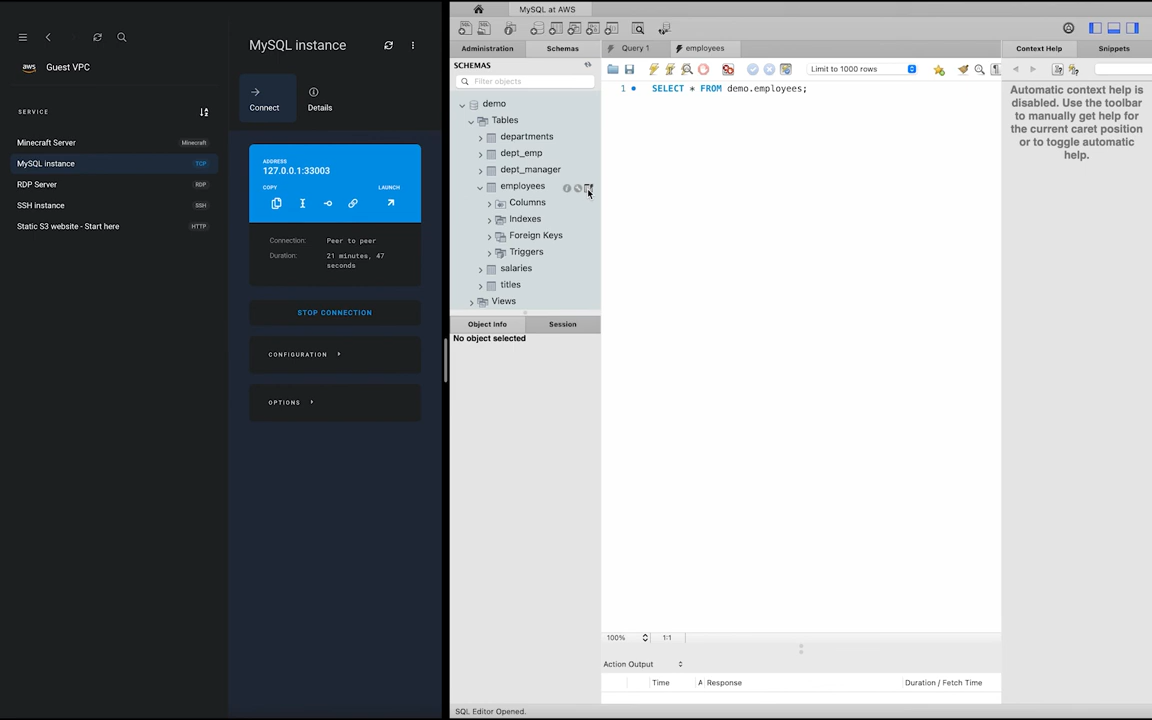 aws Guest VPC
SERVICE
Minecraft Server Minecraft
MySQL instance TCP
RDP Server RDP
SSH instance SSH
Static S3 website - Start here HTTP
MySQL instance
Connect
Details
ADDRESS
127.0.0.1:33003
COPY LAUNCH
Connection: Peer to peer
Duration: 21 minutes, 47
seconds
STOP CONNECTION
CONFIGURATION
OPTIONS
MySQL at AWS
Administration Schemas
SCHEMAS
Filter objects
demo
Tables
departments
dept_emp
dept_manager
employees
Columns
Indexes
Foreign Keys
Triggers
salaries
titles
Views
Object Info Session
No object selected
Query 1 employees
Limit to 1000 rows
1 SELECT * FROM demo.employees;
100% 1:1
Action Output
Time A Response Duration / Fetch Time
SQL Editor Opened.
Context Help Snippets
Automatic context help is
disabled. Use the toolbar
to manually get help for
the current caret position
or to toggle automatic
help.